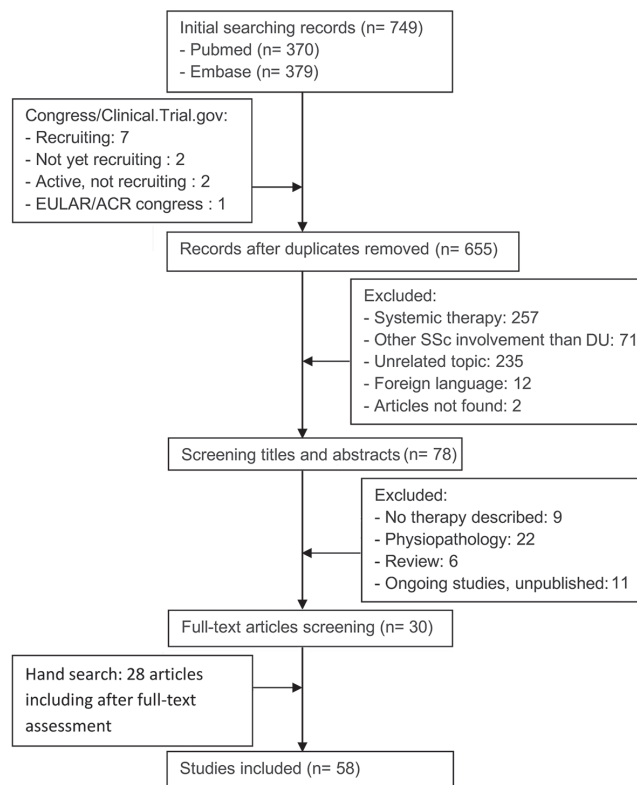 Initial searching records (n= 749)
- Pubmed (n= 370)
- Embase (n= 379)
Congress/Clinical.Trial.gov:
- Recruiting: 7
- Not yet recruiting : 2
- Active, not recruiting : 2
- EULAR/ACR congress : 1
Records after duplicates removed (n= 655)
Excluded:
- Systemic therapy: 257
- Other SSc involvement than DU: 71
- Unrelated topic: 235
- Foreign language: 12
- Articles not found: 2
Screening titles and abstracts (n= 78)
Excluded:
- No therapy described: 9
- Physiopathology: 22
- Review: 6
- Ongoing studies, unpublished: 11
Full-text articles screening (n= 30)
Hand search: 28 articles
including after full-text
assessment
Studies included (n= 58)